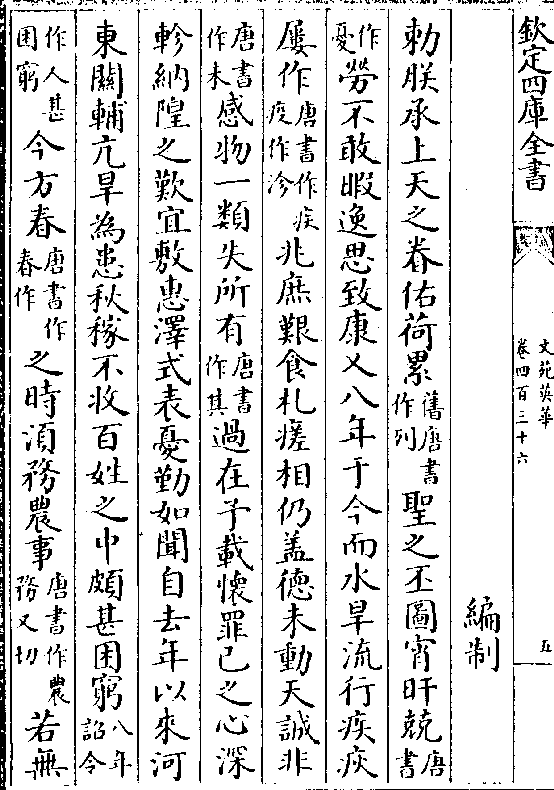 欽定四庫全書
文苑英華
卷四百三十六
五
編制
勅朕承上天之眷佑荷累舊唐書作列聖之丕圖宵旰兢唐書
作憂勞不敢暇逸思致康乂八年于今而水旱流行疾疢
屢作唐書作疾疫作沴兆庶艱食札瘥相仍盖德未動天誠非
唐書作未感物一類失所有唐書作其過在予載懷罪己之心深
軫納隍之歎宜敷惠澤式表憂勤如聞自去年以來河
東關輔亢旱為患秋稼不收百姓之中頗甚困窮八年詔令
作人甚困窮今方春唐書作春作之時須務農事唐書作農務又切若無